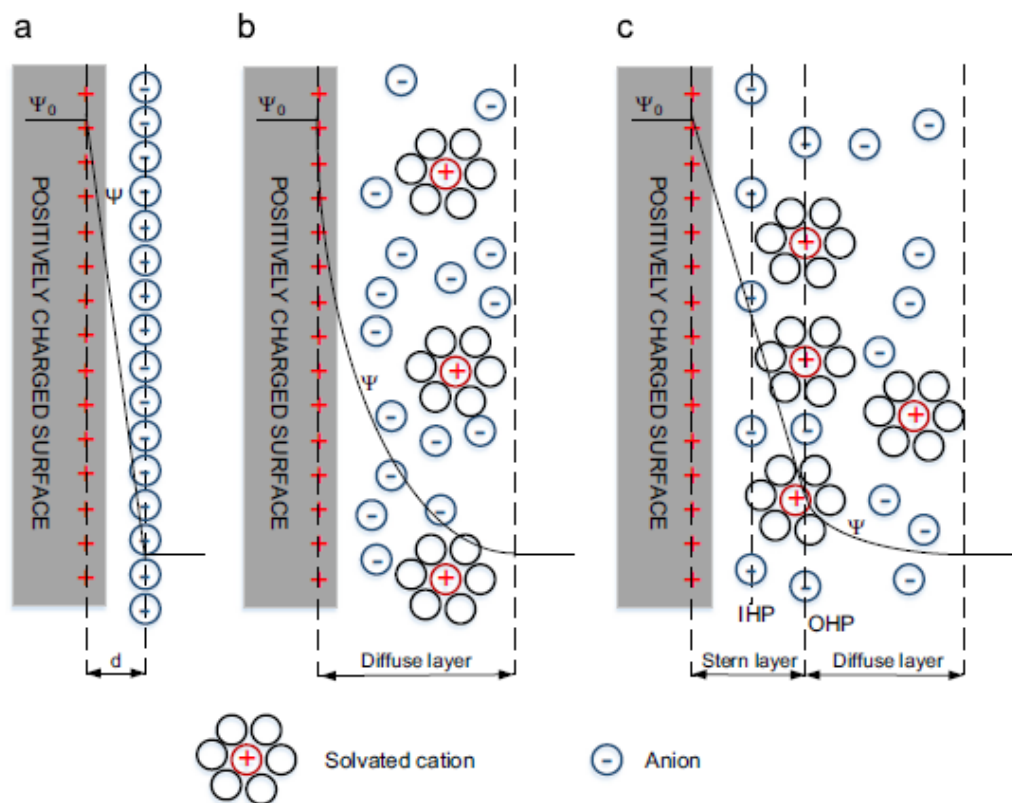 a
b
c
Ψ0
Ψ
POSITIVELY CHARGED SURFACE
d
Ψ0
Ψ
POSITIVELY CHARGED SURFACE
Diffuse layer
Ψ0
Ψ
POSITIVELY CHARGED SURFACE
IHP
OHP
Stern layer
Diffuse layer
Solvated cation
Anion